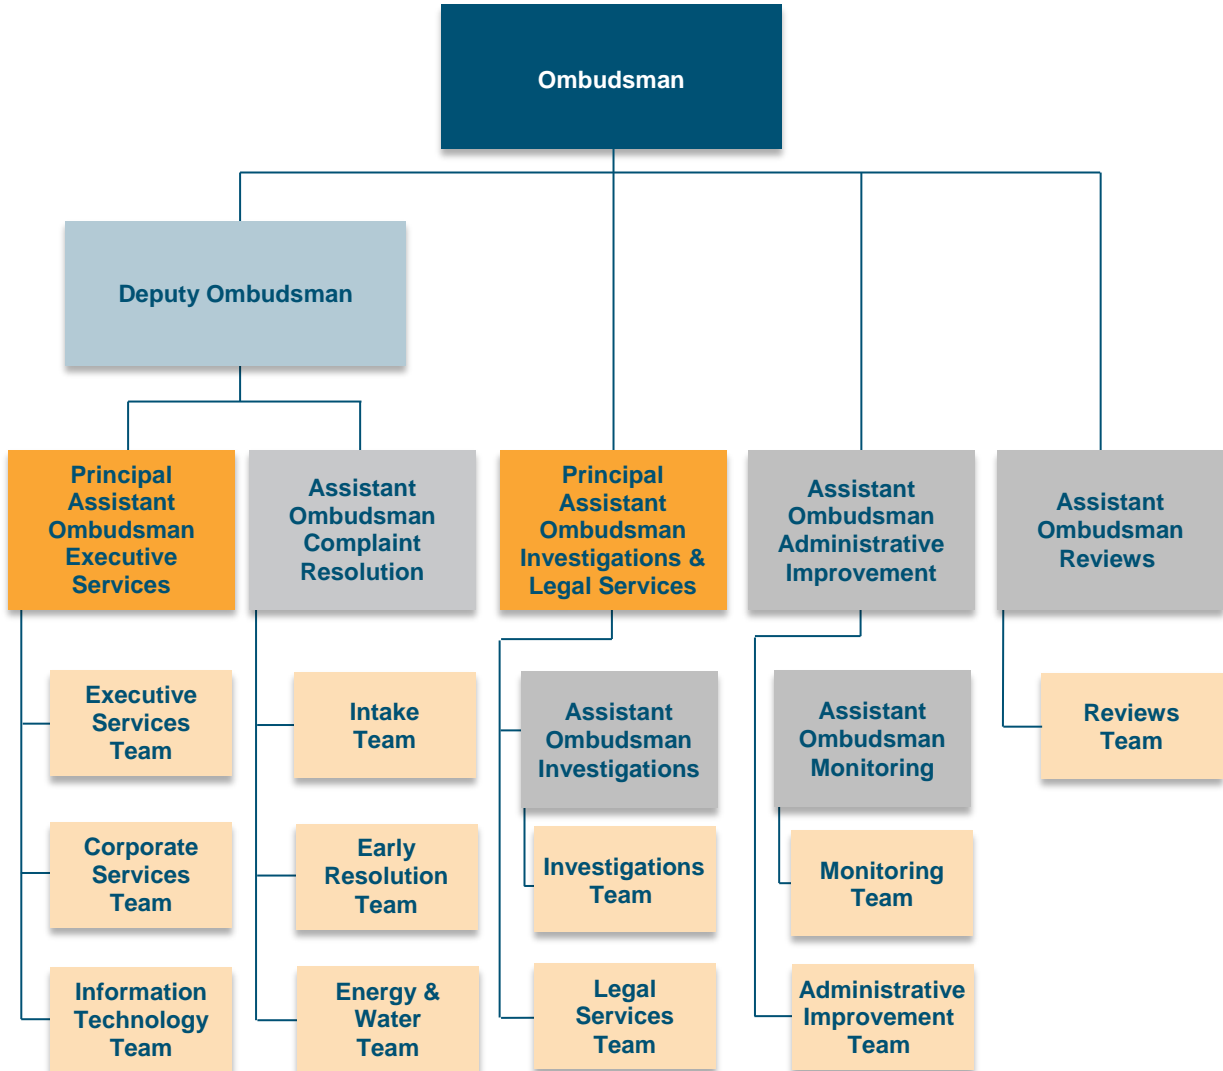 Ombudsman
Deputy Ombudsman
Principal
Assistant
Ombudsman
Executive
Services
Assistant
Ombudsman
Complaint
Resolution
Principal
Assistant
Ombudsman
Investigations &
Legal Services
Assistant
Ombudsman
Administrative
Improvement
Assistant
Ombudsman
Reviews
Executive
Services
Team
Intake
Team
Assistant
Ombudsman
Investigations
Assistant
Ombudsman
Monitoring
Reviews
Team
Corporate
Services
Team
Early
Resolution
Team
Investigations
Team
Monitoring
Team
Information
Technology
Team
Energy &
Water
Team
Legal
Services
Team
Administrative
Improvement
Team